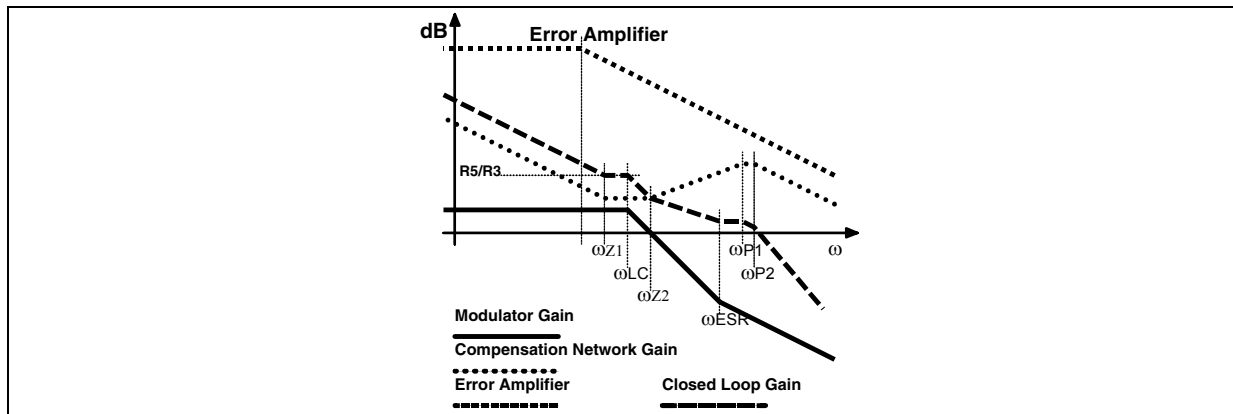 dB
Error Amplifier
R5/R3
ωZ1
ωP1
ω
ωLC
ωP2
ωZ2
ωESR
Modulator Gain
Compensation Network Gain
Error Amplifier
Closed Loop Gain